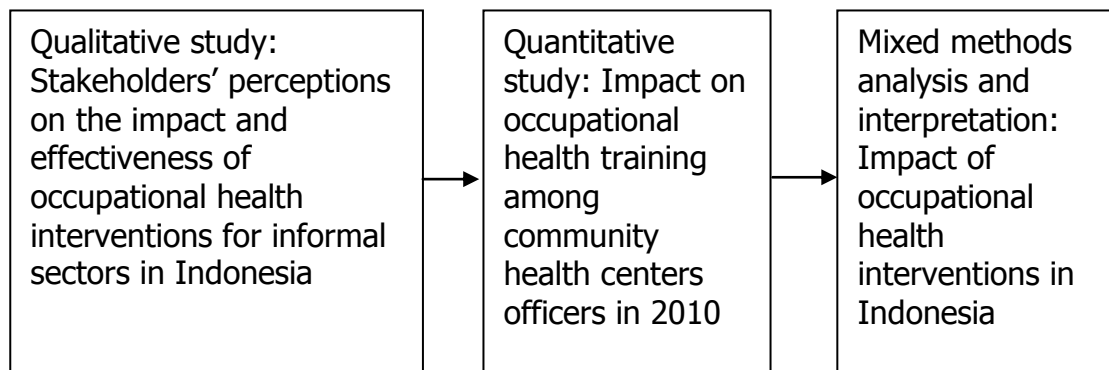 Qualitative study:
Stakeholders’ perceptions
on the impact and
effectiveness of
occupational health
interventions for informal
sectors in Indonesia
Quantitative
study: Impact on
occupational
health training
among
community
health centers
officers in 2010
Mixed methods
analysis and
interpretation:
Impact of
occupational
health
interventions in
Indonesia